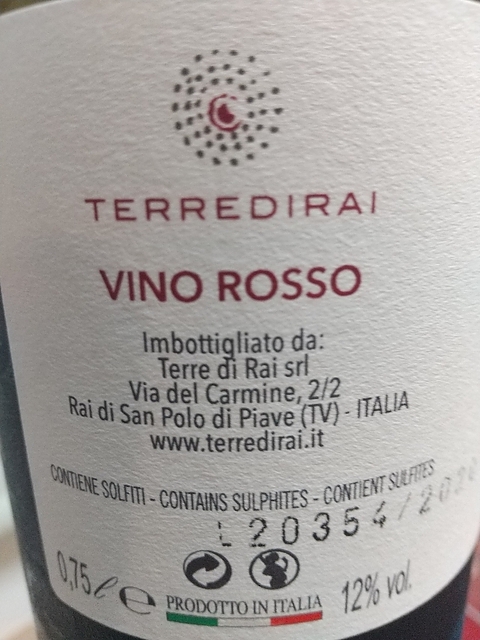 TERREDIRAI
VINO ROSSO
Imbottigliato da:
Terre di Rai srl
Via del Carmine, 2/2
Rai di San Polo di Piave (TV) - ITALIA
www.terredirai.it
CONTIENE SOLFITI - CONTAINS SULPHITES - CONTIENT SULFITES
L20354/
0,75 ℓ ℮
PRODOTTO IN ITALIA
12% vol.